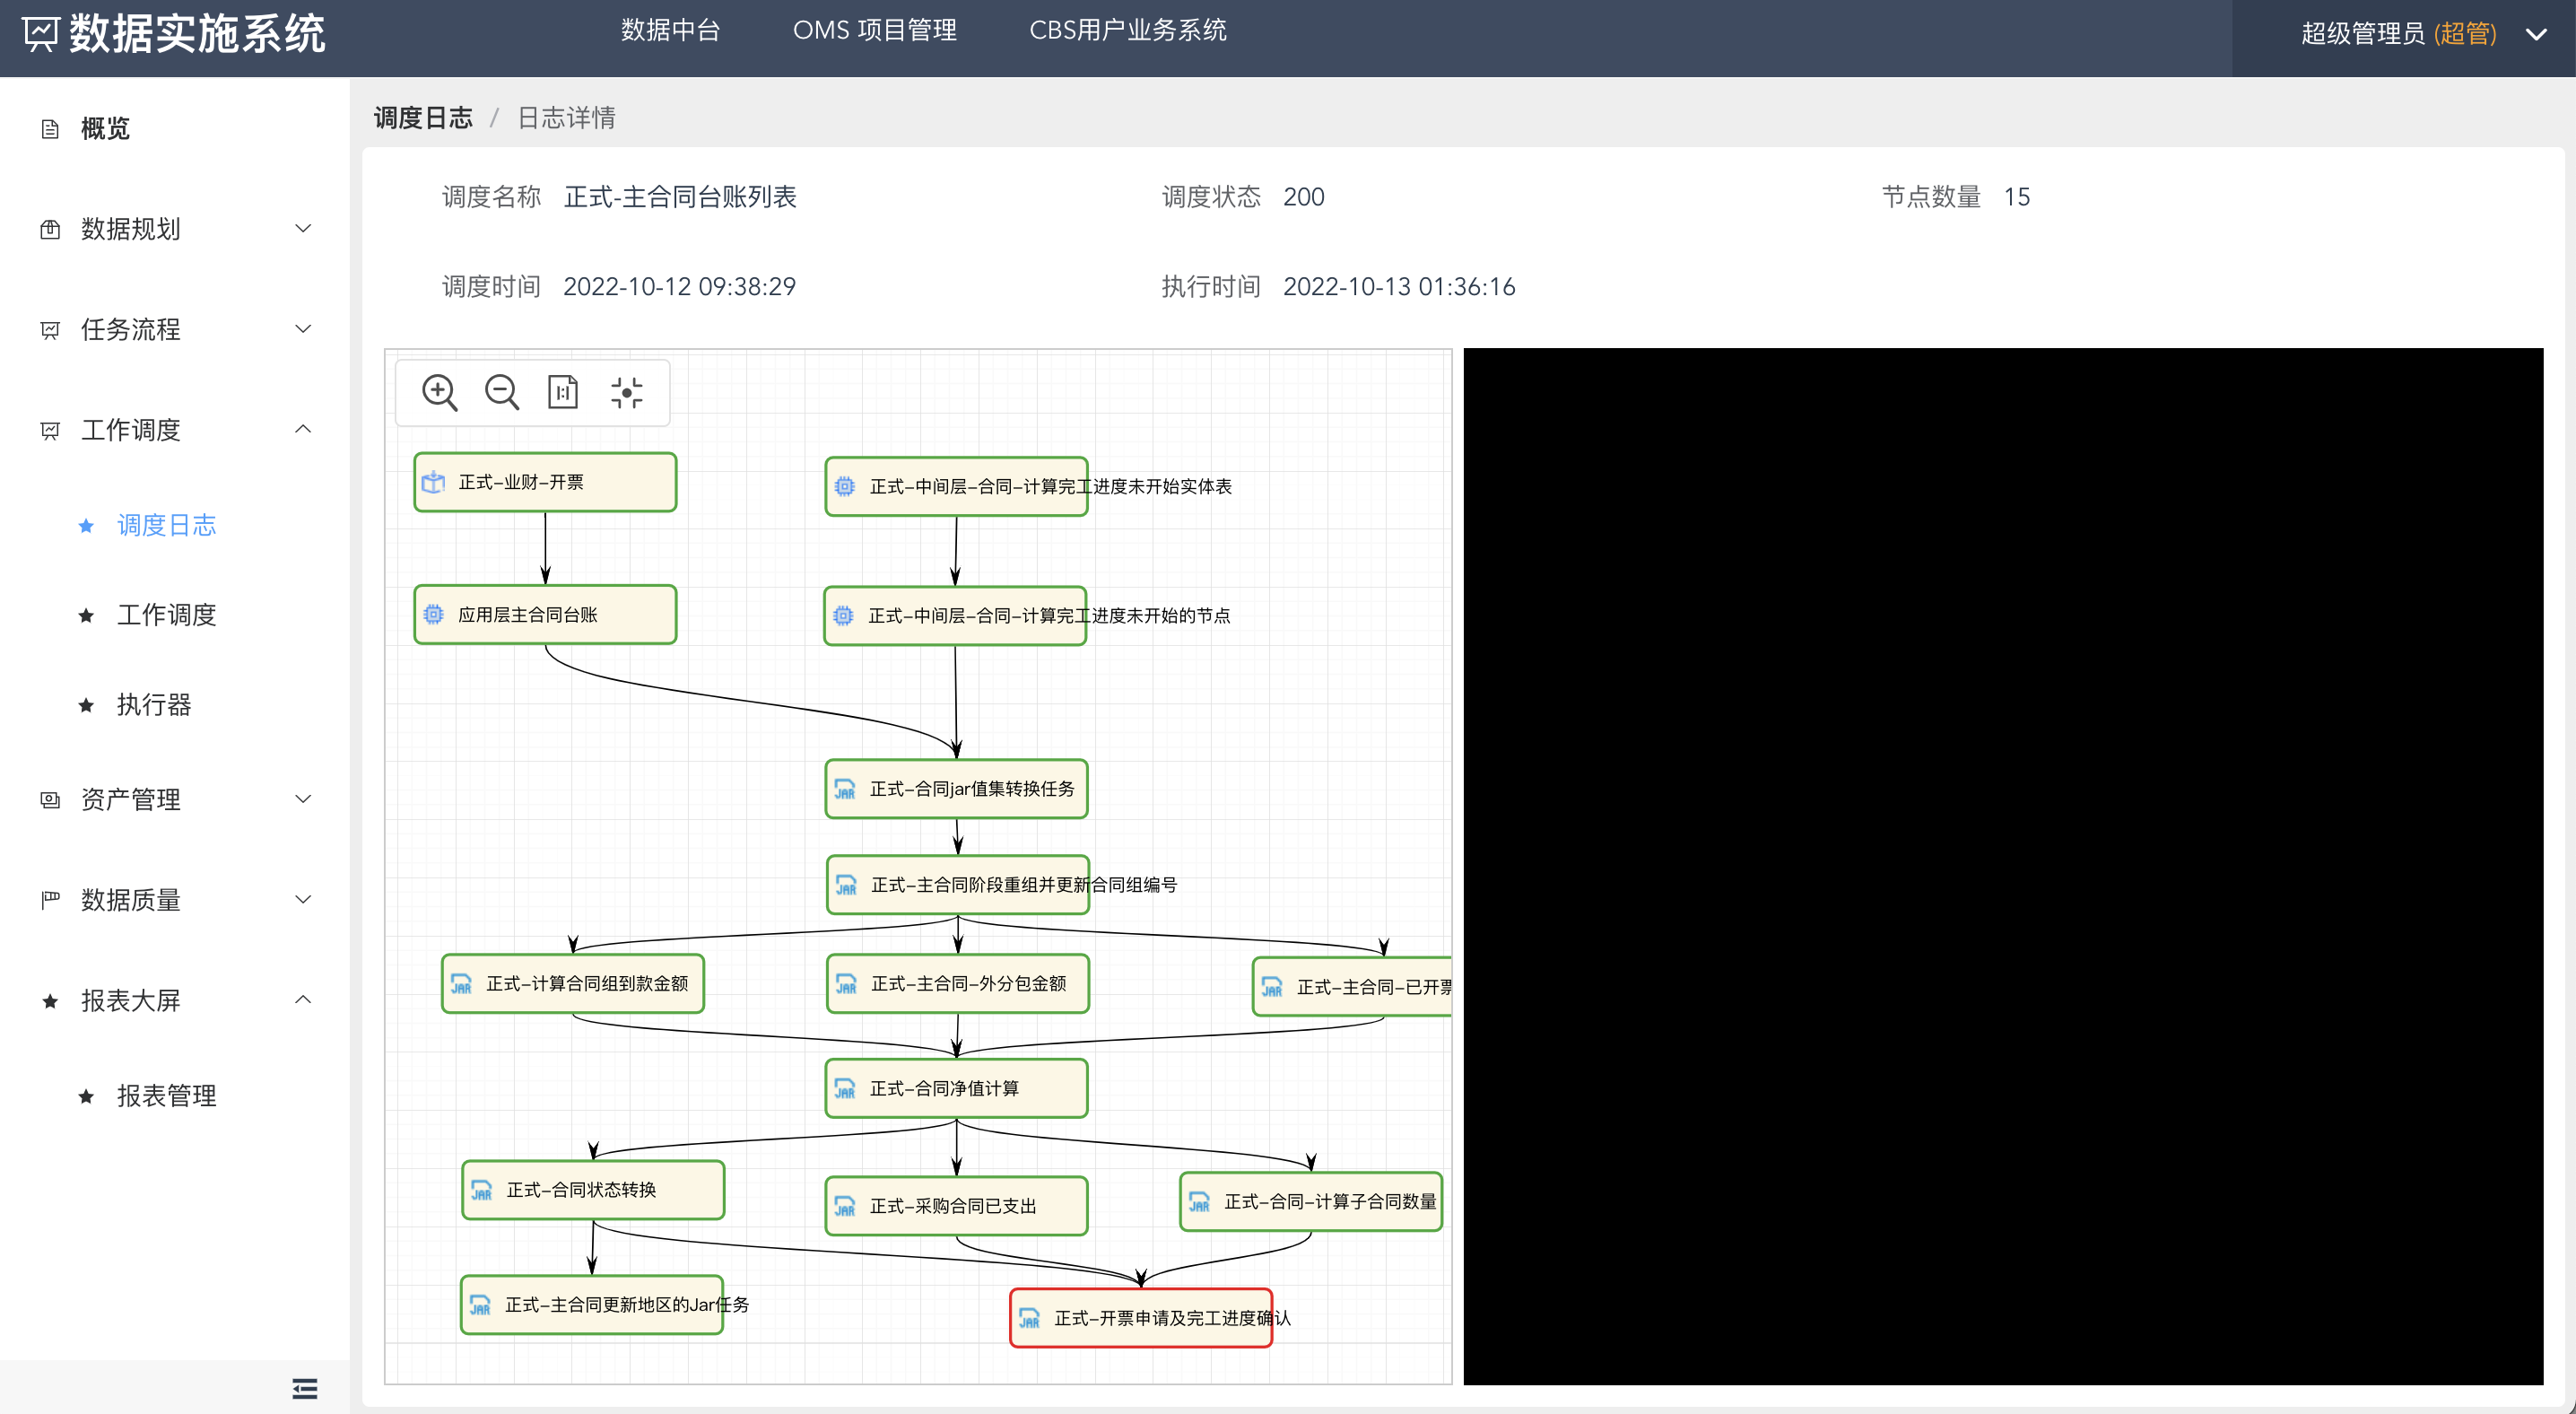 数据实施系统
数据中台
OMS 项目管理
CBS用户业务系统
超级管理员 (超管)
概览
数据规划
任务流程
工作调度
调度日志
工作调度
执行器
资产管理
数据质量
报表大屏
报表管理
调度日志 / 日志详情
调度名称 正式-主合同台账列表
调度状态 200
节点数量 15
调度时间 2022-10-12 09:38:29
执行时间 2022-10-13 01:36:16
正式-业财-开票
正式-中间层-合同-计算完工进度未开始实体表
应用层主合同台账
正式-中间层-合同-计算完工进度未开始的节点
JAR 正式-合同jar值集转换任务
JAR 正式-主合同阶段重组并更新合同组编号
JAR 正式-计算合同组到款金额
JAR 正式-主合同-外分包金额
JAR 正式-主合同-已开票
JAR 正式-合同净值计算
JAR 正式-合同状态转换
JAR 正式-采购合同已支出
JAR 正式-合同-计算子合同数量
JAR 正式-主合同更新地区的Jar任务
JAR 正式-开票申请及完工进度确认